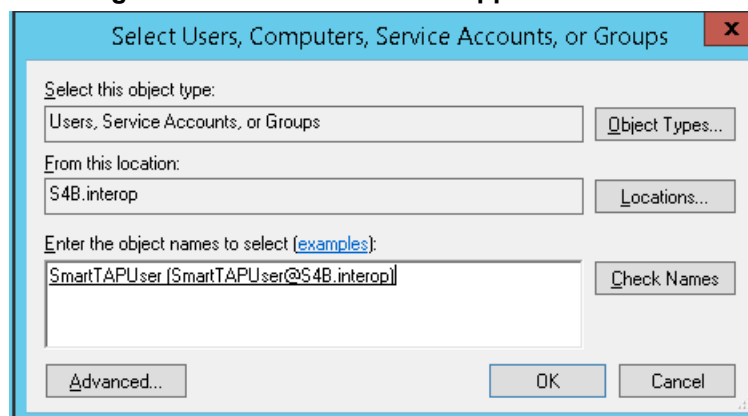 Select Users, Computers, Service Accounts, or Groups
x
Select this object type:
Users, Service Accounts, or Groups
Object Types...
From this location:
S4B.interop
Locations...
Enter the object names to select (examples):
SmartTAPUser (SmartTAPUser@S4B.interop)
Check Names
Advanced...
OK
Cancel